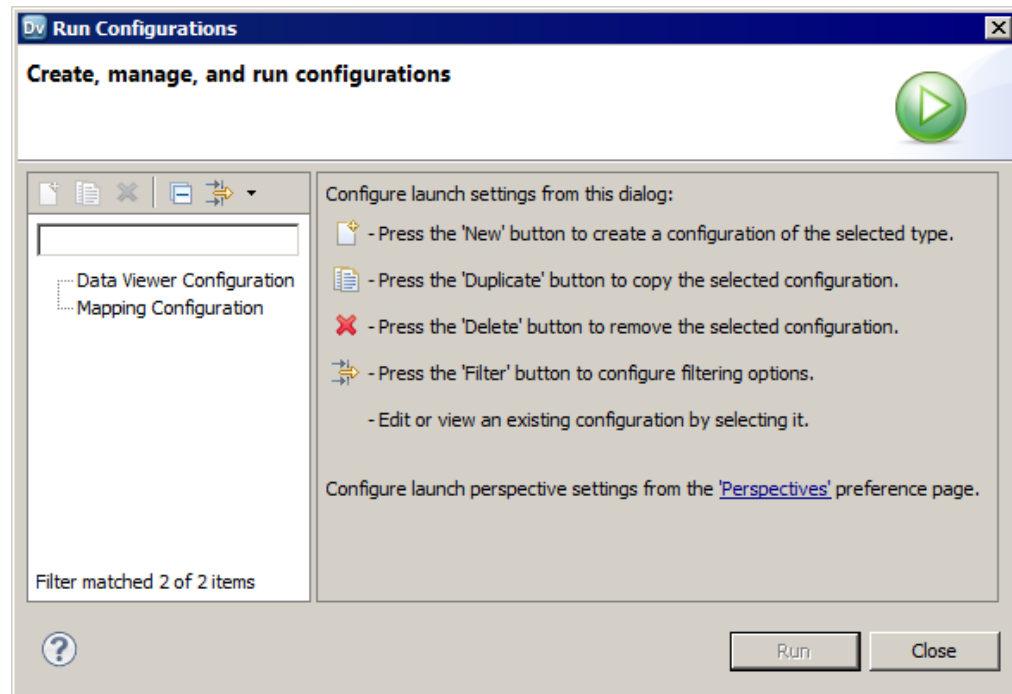 Dv Run Configurations
Create, manage, and run configurations
Data Viewer Configuration
Mapping Configuration
Filter matched 2 of 2 items
Configure launch settings from this dialog:
- Press the 'New' button to create a configuration of the selected type.
- Press the 'Duplicate' button to copy the selected configuration.
- Press the 'Delete' button to remove the selected configuration.
- Press the 'Filter' button to configure filtering options.
- Edit or view an existing configuration by selecting it.
Configure launch perspective settings from the 'Perspectives' preference page.
?
Run
Close